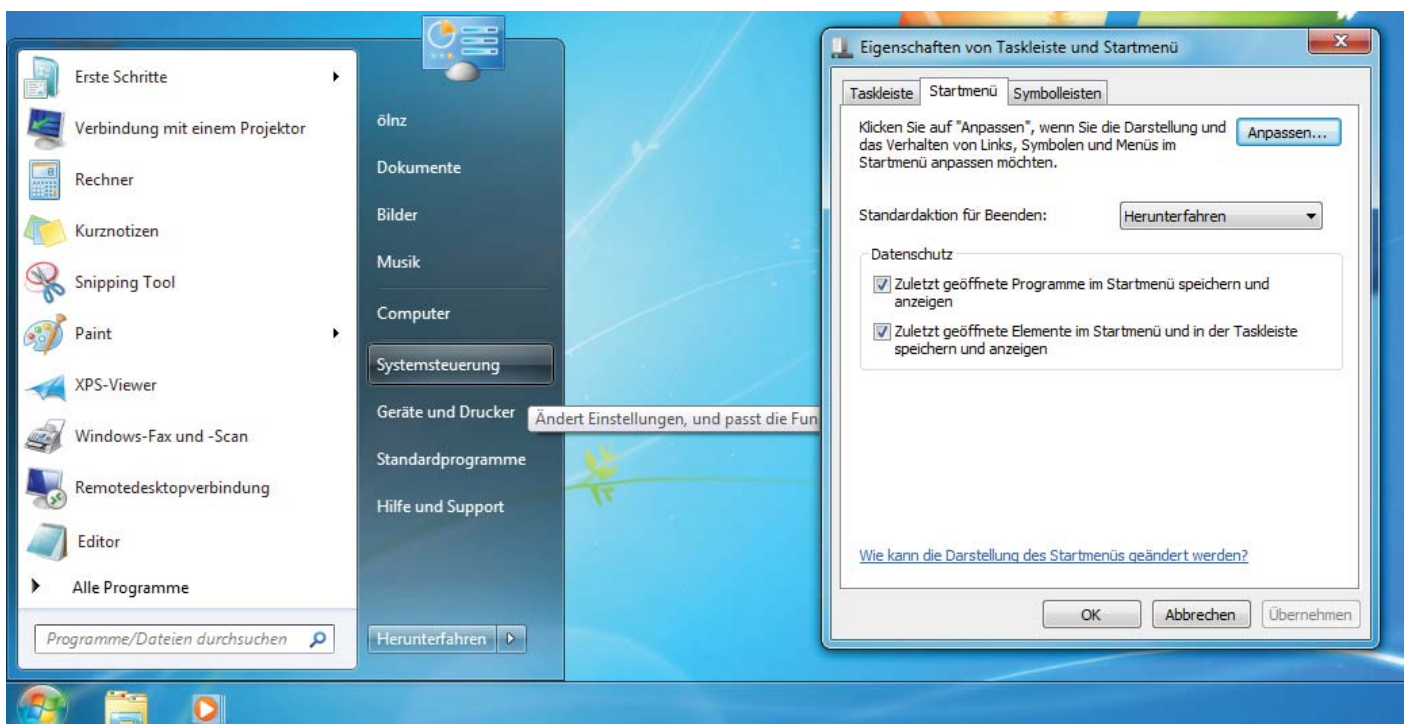 Erste Schritte
Verbindung mit einem Projektor
Rechner
Kurznotizen
Snipping Tool
Paint
XPS-Viewer
Windows-Fax und -Scan
Remotedesktopverbindung
Editor
Alle Programme
Programme/Dateien durchsuchen
ölnz
Dokumente
Bilder
Musik
Computer
Systemsteuerung
Geräte und Drucker
Standardprogramme
Hilfe und Support
Herunterfahren
Ändert Einstellungen, und passt die Fun
Eigenschaften von Taskleiste und Startmenü
Taskleiste Startmenü Symbolleisten
Klicken Sie auf "Anpassen", wenn Sie die Darstellung und
das Verhalten von Links, Symbolen und Menüs im
Startmenü anpassen möchten.
Anpassen...
Standardaktion für Beenden: Herunterfahren
Datenschutz
Zuletzt geöffnete Programme im Startmenü speichern und
anzeigen
Zuletzt geöffnete Elemente im Startmenü und in der Taskleiste
speichern und anzeigen
Wie kann die Darstellung des Startmenüs geändert werden?
OK Abbrechen Übernehmen